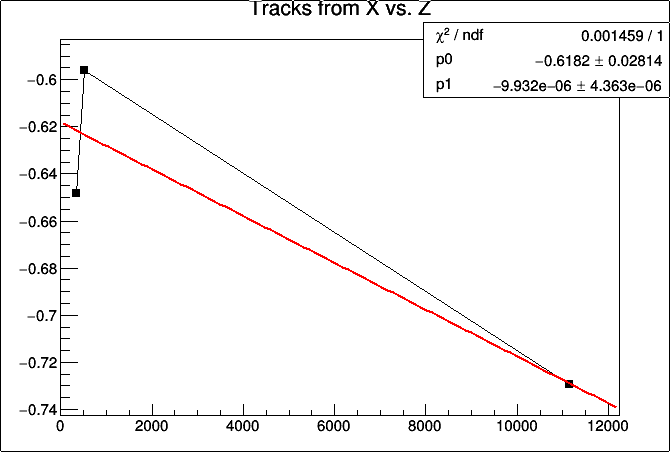 Tracks from X vs. Z
χ² / ndf 0.001459 / 1
p0 −0.6182 ± 0.02814
p1 −9.932e−06 ± 4.363e−06
−0.6
−0.62
−0.64
−0.66
−0.68
−0.7
−0.72
−0.74
0 2000 4000 6000 8000 10000 12000